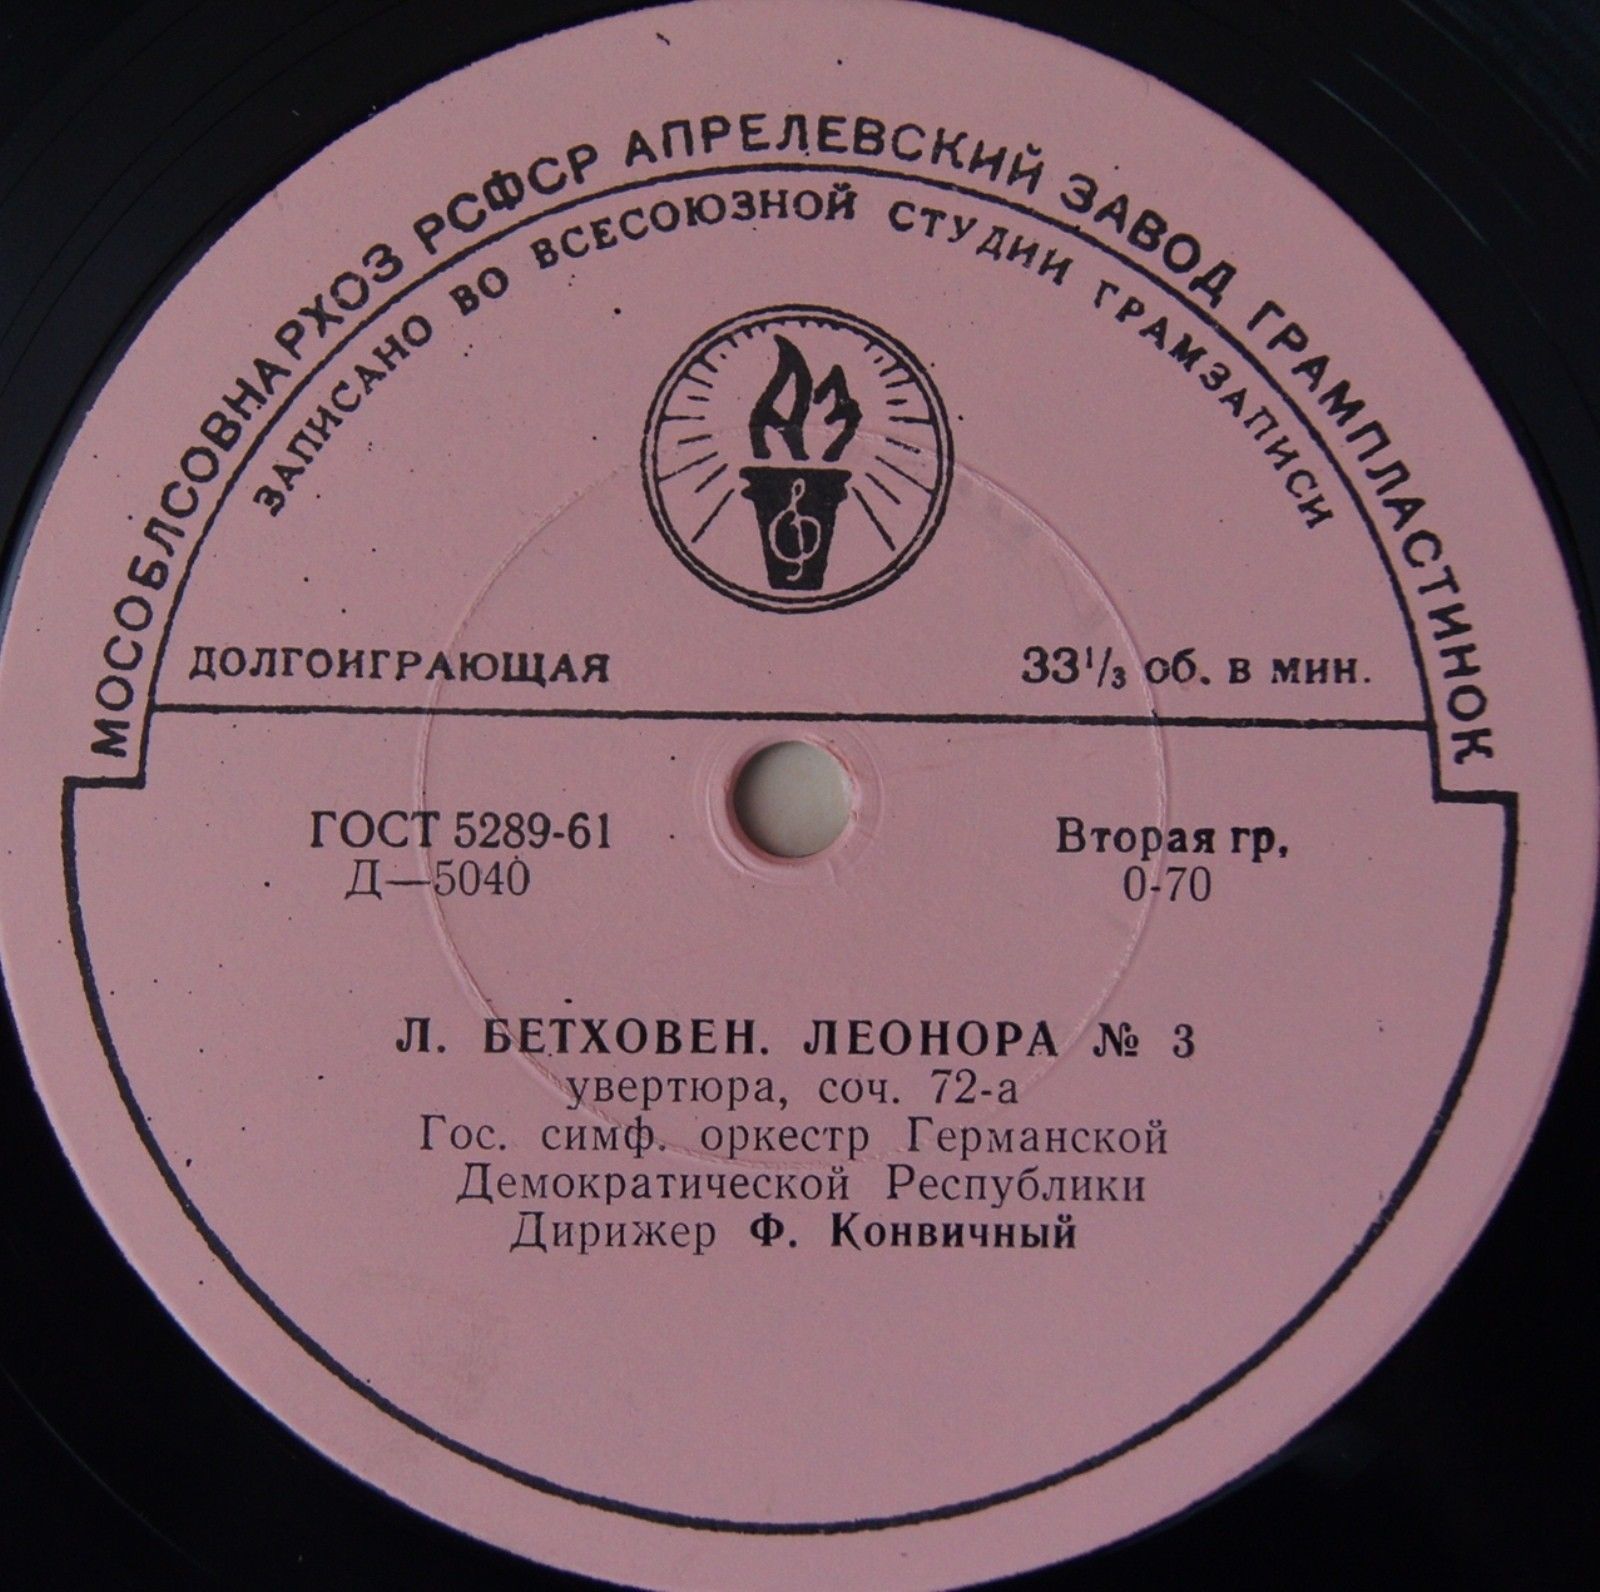 МОСОБЛСОВНАРХОЗ РСФСР АПРЕЛЕВСКИЙ ЗАВОД ГРАМПЛАСТИНОК
ЗАПИСАНО ВО ВСЕСОЮЗНОЙ СТУДИИ ГРАМЗАПИСИ
АЗ
ДОЛГОИГРАЮЩАЯ 33 1/3 об. в мин.
ГОСТ 5289-61 Вторая гр,
Д—5040 0-70
Л. БЕТХОВЕН. ЛЕОНОРА № 3
увертюра, соч. 72-а
Гос. симф. оркестр Германской
Демократической Республики
Дирижер Ф. Конвичный